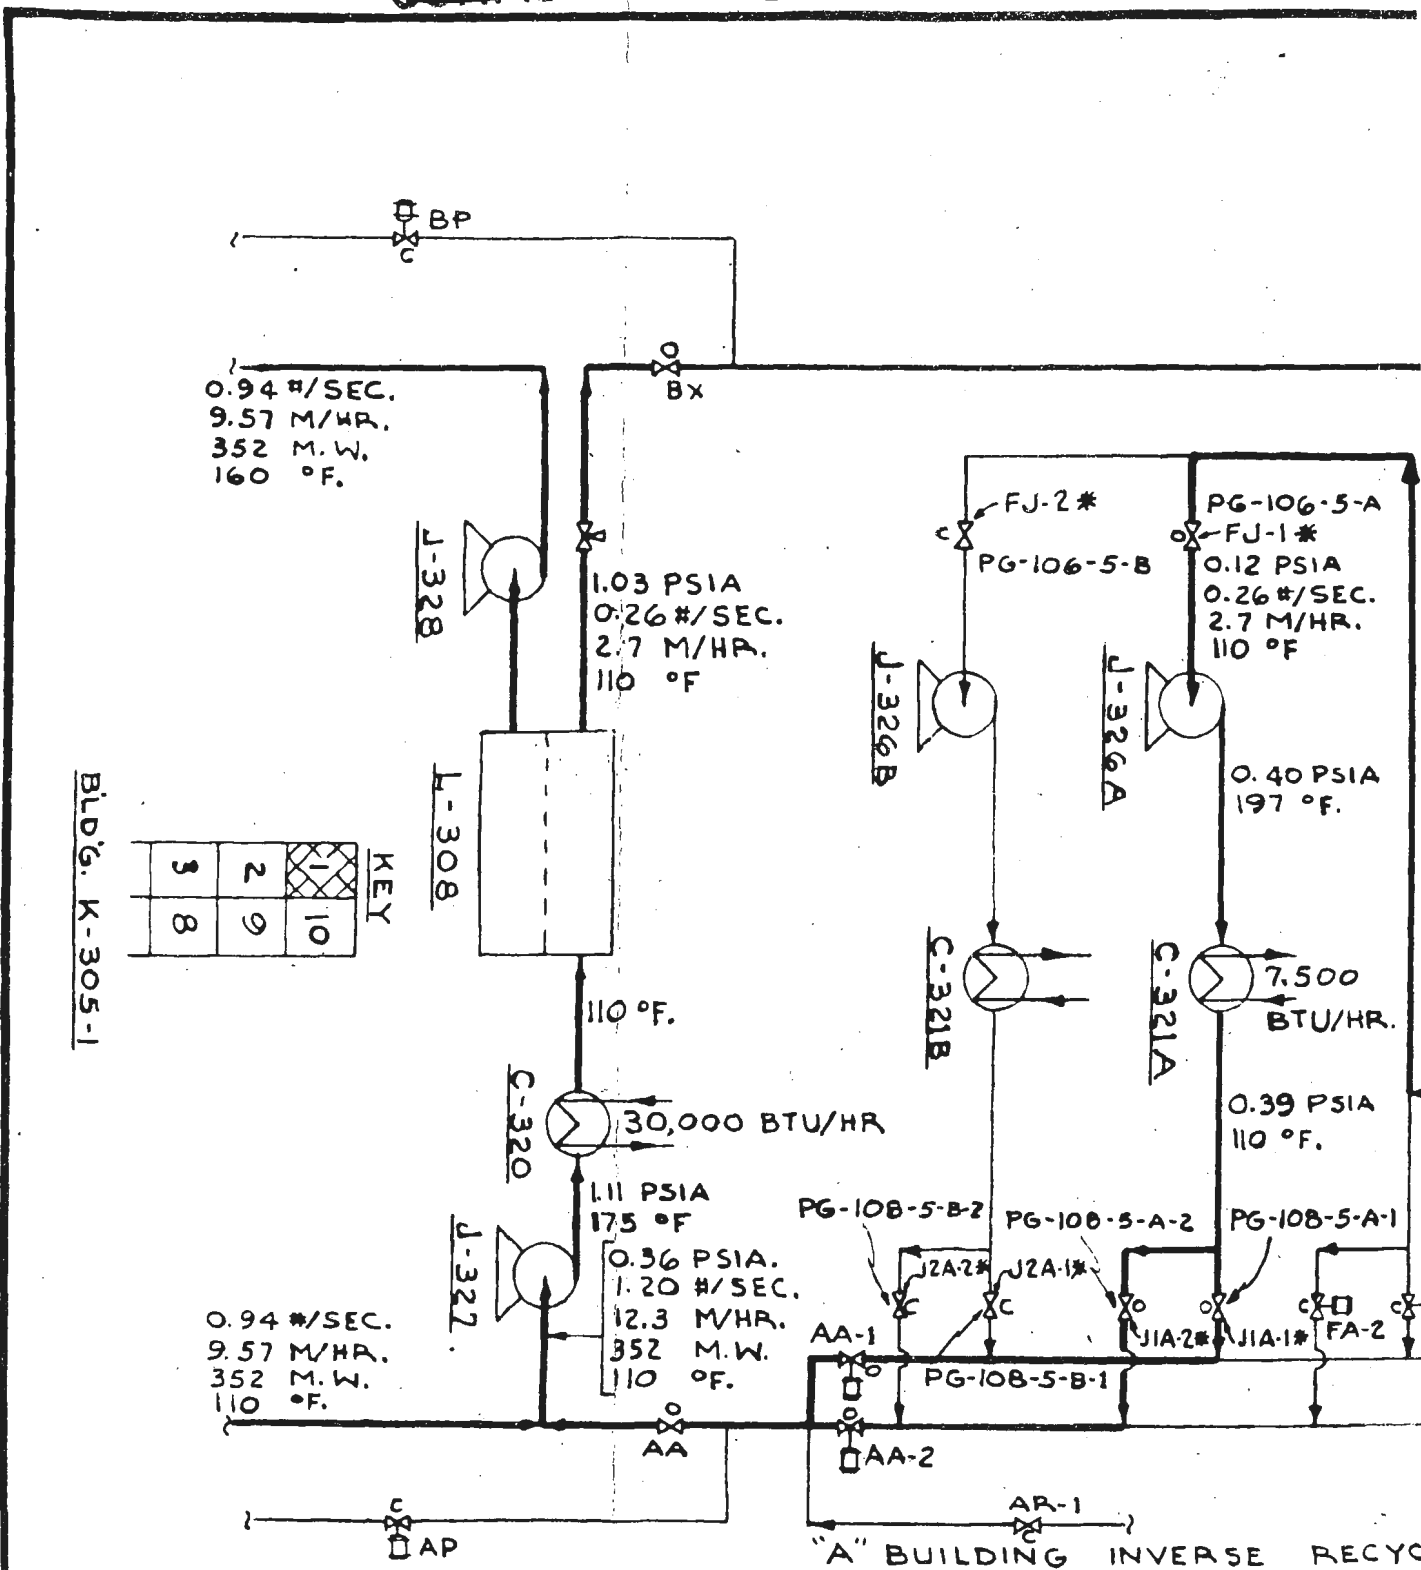 BP
C
O
BX
0.94 #/SEC.
9.57 M/HR.
352 M.W.
160 °F.
J-328
1.03 PSIA
0.26 #/SEC.
2.7 M/HR.
110 °F
FJ-2*
C
PG-106-5-B
PG-106-5-A
O
FJ-1*
0.12 PSIA
0.26 #/SEC.
2.7 M/HR.
110 °F
J-326B
J-326A
0.40 PSIA
197 °F.
L-308
KEY
1
2
3
10
9
8
BLD'G. K-305-1
110 °F.
C-321B
C-321A
7.500
BTU/HR.
C-320
30,000 BTU/HR
0.39 PSIA
110 °F.
1.11 PSIA
175 °F
J-322
0.36 PSIA.
1.20 #/SEC.
12.3 M/HR.
352 M.W.
110 °F.
PG-108-5-B-2
PG-108-5-A-2
PG-108-5-A-1
J2A-2*
J2A-1*
C
C
O
O
C
C
J1A-2*
J1A-1*
FA-2
0.94 #/SEC.
9.57 M/HR.
352 M.W.
110 °F.
AA-1
O
PG-108-5-B-1
O
AA
O
AA-2
C
AP
AR-1
C
"A" BUILDING INVERSE RECYC